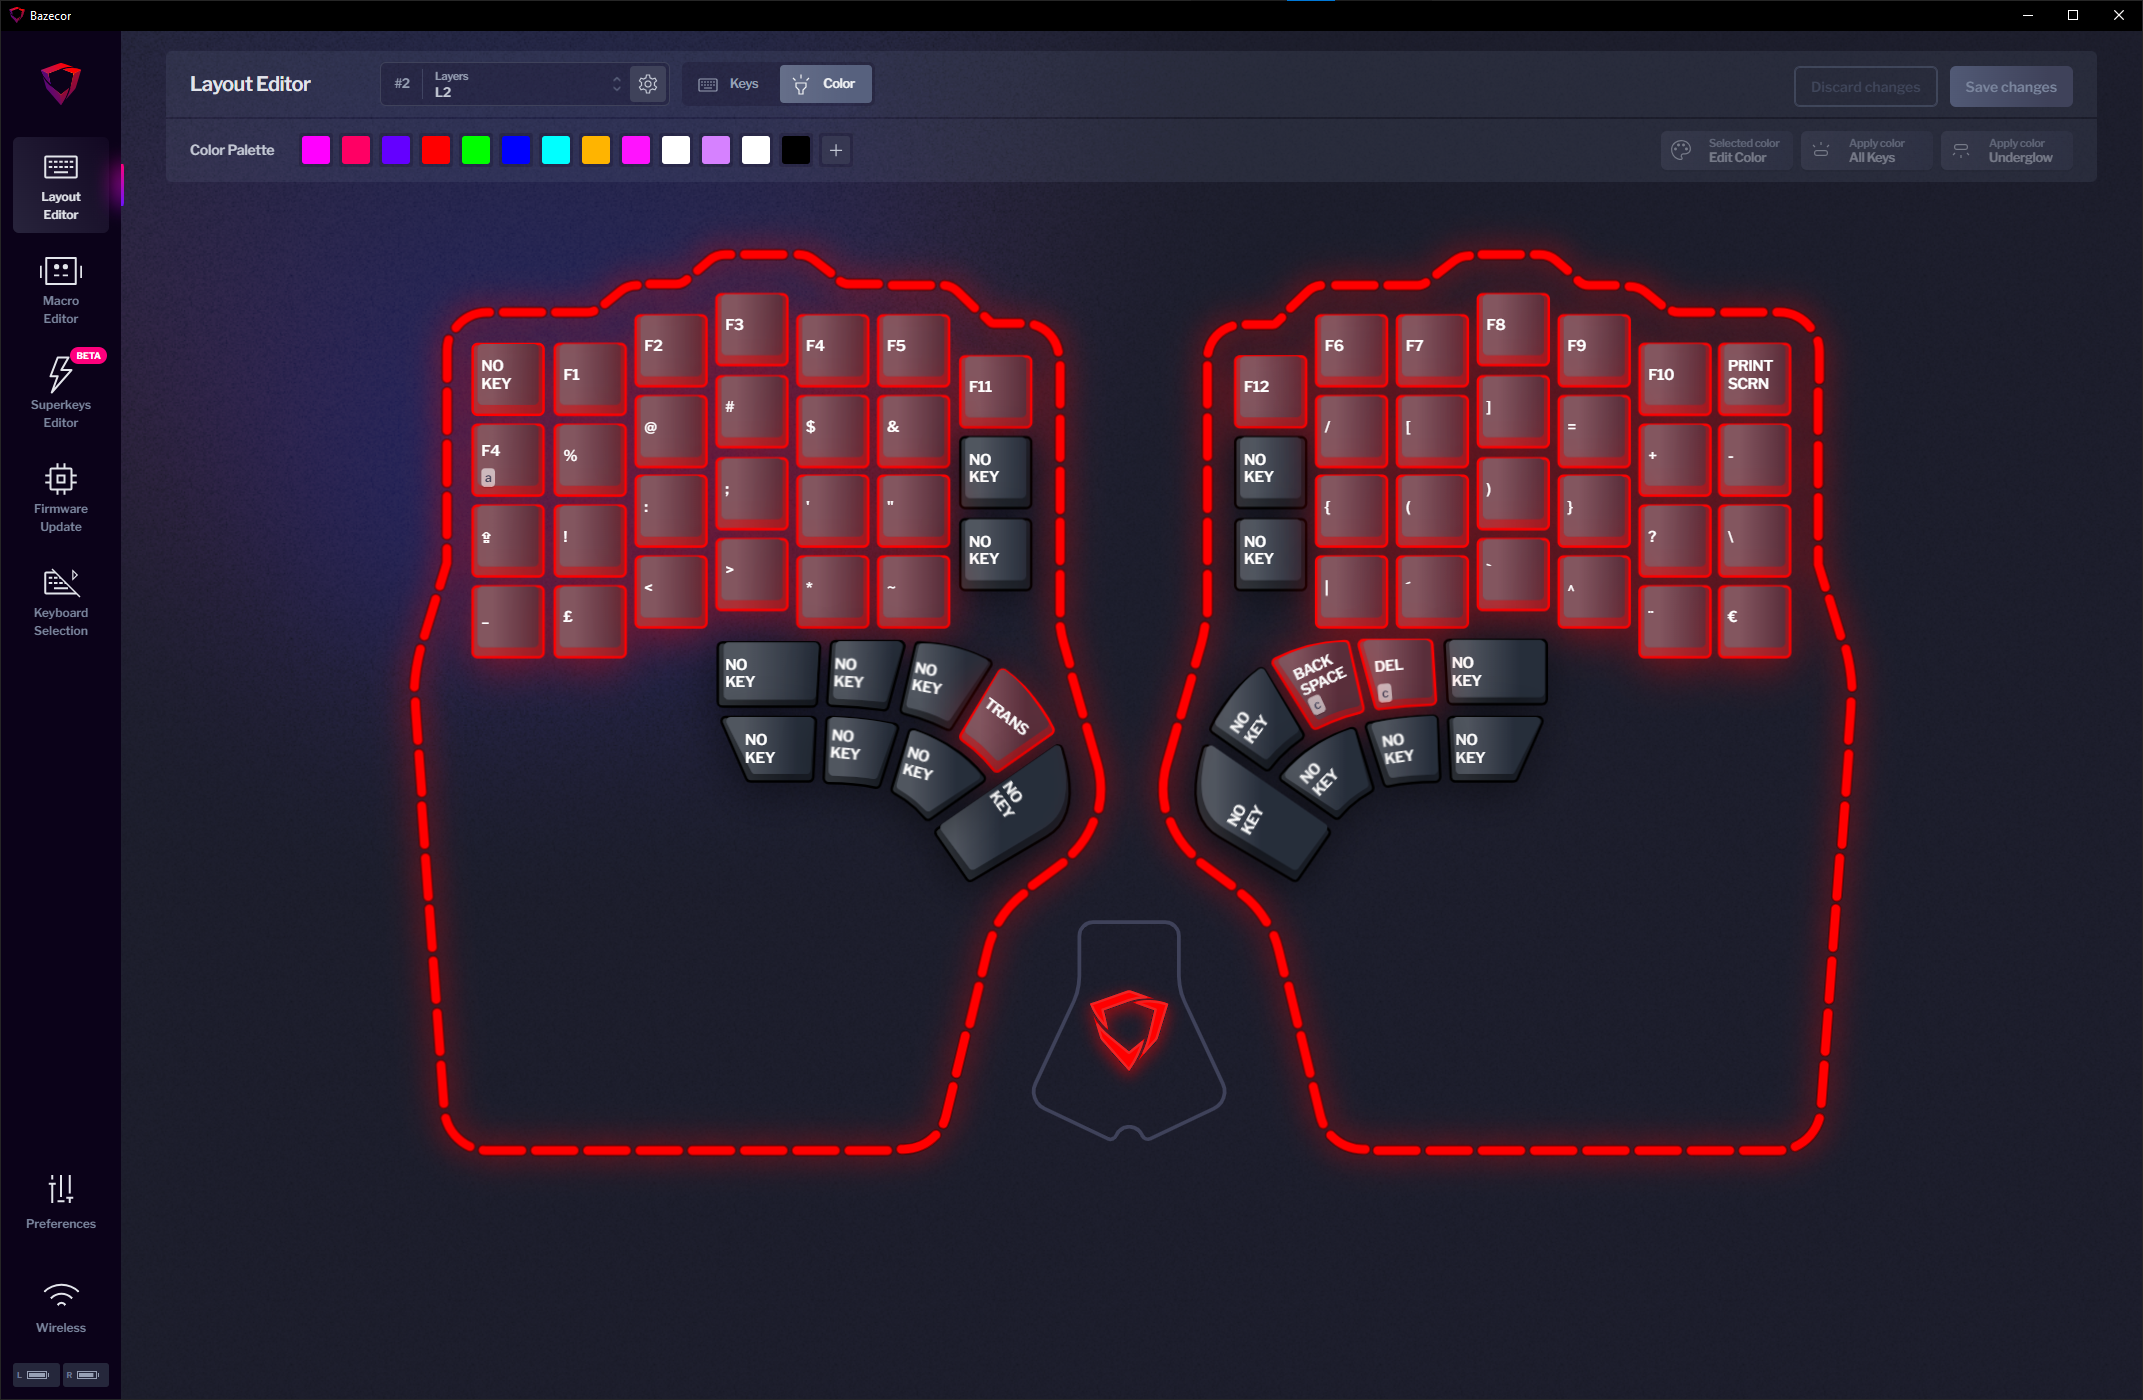 Bazecor
Layout Editor
#2
Layers
L2
Keys
Color
Discard changes
Save changes
Color Palette
+
Selected color
Edit Color
Apply color
All Keys
Apply color
Underglow
Layout
Editor
Macro
Editor
BETA
Superkeys
Editor
Firmware
Update
Keyboard
Selection
Preferences
Wireless
L
R
NO
KEY
F1
F2
F3
F4
F5
F11
F4
a
%
@
#
$
&
NO
KEY
⇪
!
:
;
'
"
NO
KEY
_
£
<
>
*
~
NO
KEY
NO
KEY
NO
KEY
TRANS
NO
KEY
NO
KEY
NO
KEY
NO
KEY
F12
F6
F7
F8
F9
F10
PRINT
SCRN
NO
KEY
/
[
]
=
+
-
NO
KEY
{
(
)
}
?
\
|
´
`
^
¨
€
NO
KEY
BACK
SPACE
c
DEL
c
NO
KEY
NO
KEY
NO
KEY
NO
KEY
NO
KEY